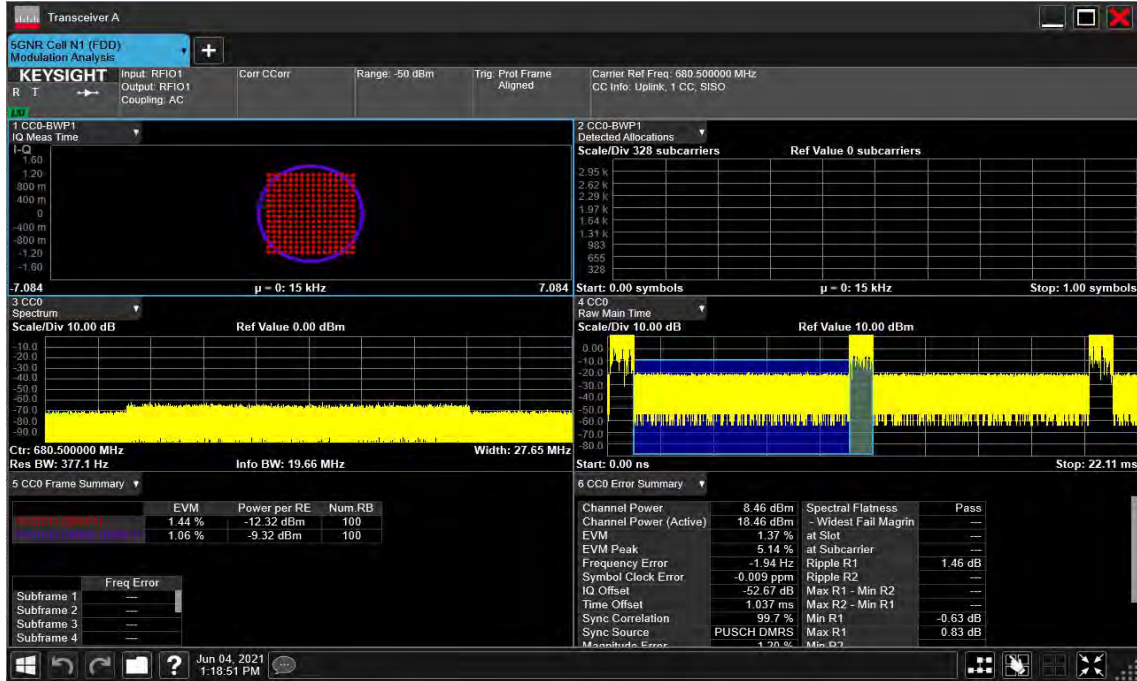 Transceiver A
5GNR Cell N1 (FDD)
Modulation Analysis
+
KEYSIGHT
R T
LXI
Input: RFIO1
Output: RFIO1
Coupling: AC
Corr CCorr
Range: -50 dBm
Trig: Prot Frame
Aligned
Carrier Ref Freq: 680.500000 MHz
CC Info: Uplink, 1 CC, SISO
1 CC0-BWP1
IQ Meas Time
I-Q
1.60
1.20
800 m
400 m
0
-400 m
-800 m
-1.20
-1.60
-7.084
µ = 0: 15 kHz
7.084
2 CC0-BWP1
Detected Allocations
Scale/Div 328 subcarriers
Ref Value 0 subcarriers
2.95 k
2.62 k
2.29 k
1.97 k
1.64 k
1.31 k
983
655
328
Start: 0.00 symbols
µ = 0: 15 kHz
Stop: 1.00 symbols
3 CC0
Spectrum
Scale/Div 10.00 dB
Ref Value 0.00 dBm
-10.0
-20.0
-30.0
-40.0
-50.0
-60.0
-70.0
-80.0
-90.0
Ctr: 680.500000 MHz
Width: 27.65 MHz
Res BW: 377.1 Hz
Info BW: 19.66 MHz
4 CC0
Raw Main Time
Scale/Div 10.00 dB
Ref Value 10.00 dBm
0.00
-10.0
-20.0
-30.0
-40.0
-50.0
-60.0
-70.0
-80.0
Start: 0.00 ns
Stop: 22.11 ms
5 CC0 Frame Summary
EVM Power per RE Num.RB
1.44 % -12.32 dBm 100
1.06 % -9.32 dBm 100
Freq Error
Subframe 1 ---
Subframe 2 ---
Subframe 3 ---
Subframe 4 ---
6 CC0 Error Summary
Channel Power 8.46 dBm Spectral Flatness Pass
Channel Power (Active) 18.46 dBm - Widest Fail Magrin ---
EVM 1.37 % at Slot ---
EVM Peak 5.14 % at Subcarrier ---
Frequency Error -1.94 Hz Ripple R1 1.46 dB
Symbol Clock Error -0.009 ppm Ripple R2 ---
IQ Offset -52.67 dB Max R1 - Min R2 ---
Time Offset 1.037 ms Max R2 - Min R1 ---
Sync Correlation 99.7 % Min R1 -0.63 dB
Sync Source PUSCH DMRS Max R1 0.83 dB
Magnitude Error 1.20 % Min R2
?
Jun 04, 2021
1:18:51 PM